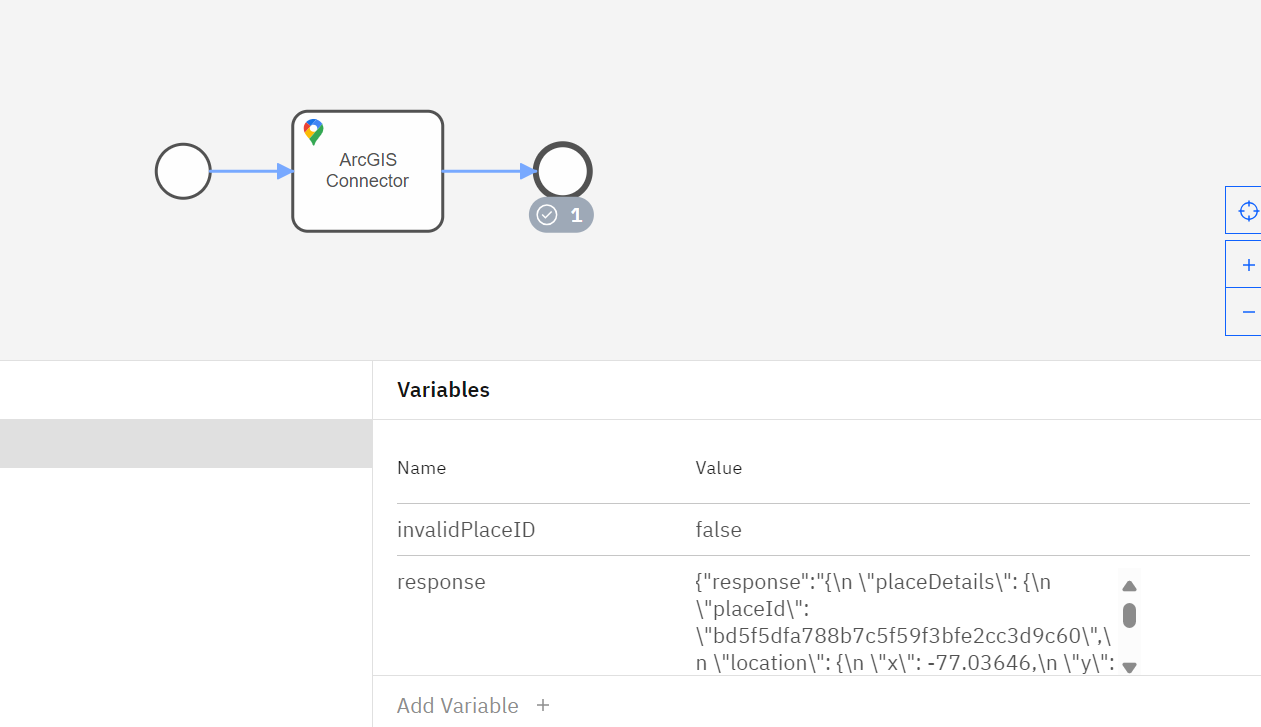 ArcGIS
Connector
1
Variables
Name Value
invalidPlaceID false
response {"response":"{\n \"placeDetails\": {\n
\"placeId\":
\"bd5f5dfa788b7c5f59f3bfe2cc3d9c60\",\
n \"location\": {\n \"x\": -77.03646,\n \"y\":
Add Variable +